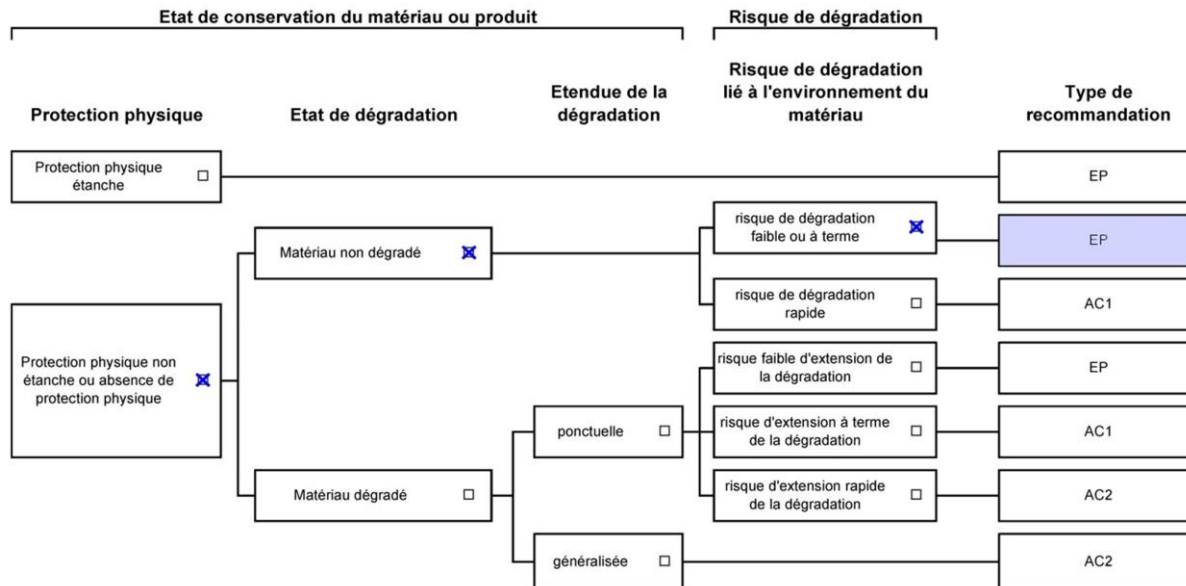 Etat de conservation du matériau ou produit
Risque de dégradation
Protection physique
Etat de dégradation
Etendue de la
dégradation
Risque de dégradation
lié à l'environnement du
matériau
Type de
recommandation
Protection physique
étanche
EP
risque de dégradation
faible ou à terme
EP
Matériau non dégradé
risque de dégradation
rapide
AC1
Protection physique non
étanche ou absence de
protection physique
risque faible d'extension de
la dégradation
EP
ponctuelle
risque d'extension à terme
de la dégradation
AC1
Matériau dégradé
risque d'extension rapide
de la dégradation
AC2
généralisée
AC2